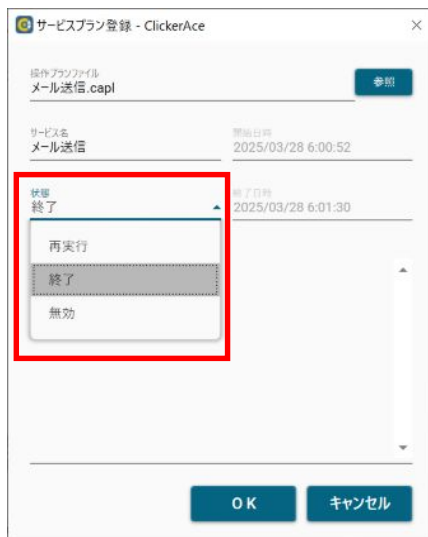 サービスプラン登録 - ClickerAce
操作プランファイル
メール送信.capl
参照
サービス名
メール送信
開始日時
2025/03/28 6:00:52
状態
終了
終了日時
2025/03/28 6:01:30
再実行
終了
無効
OK
キャンセル